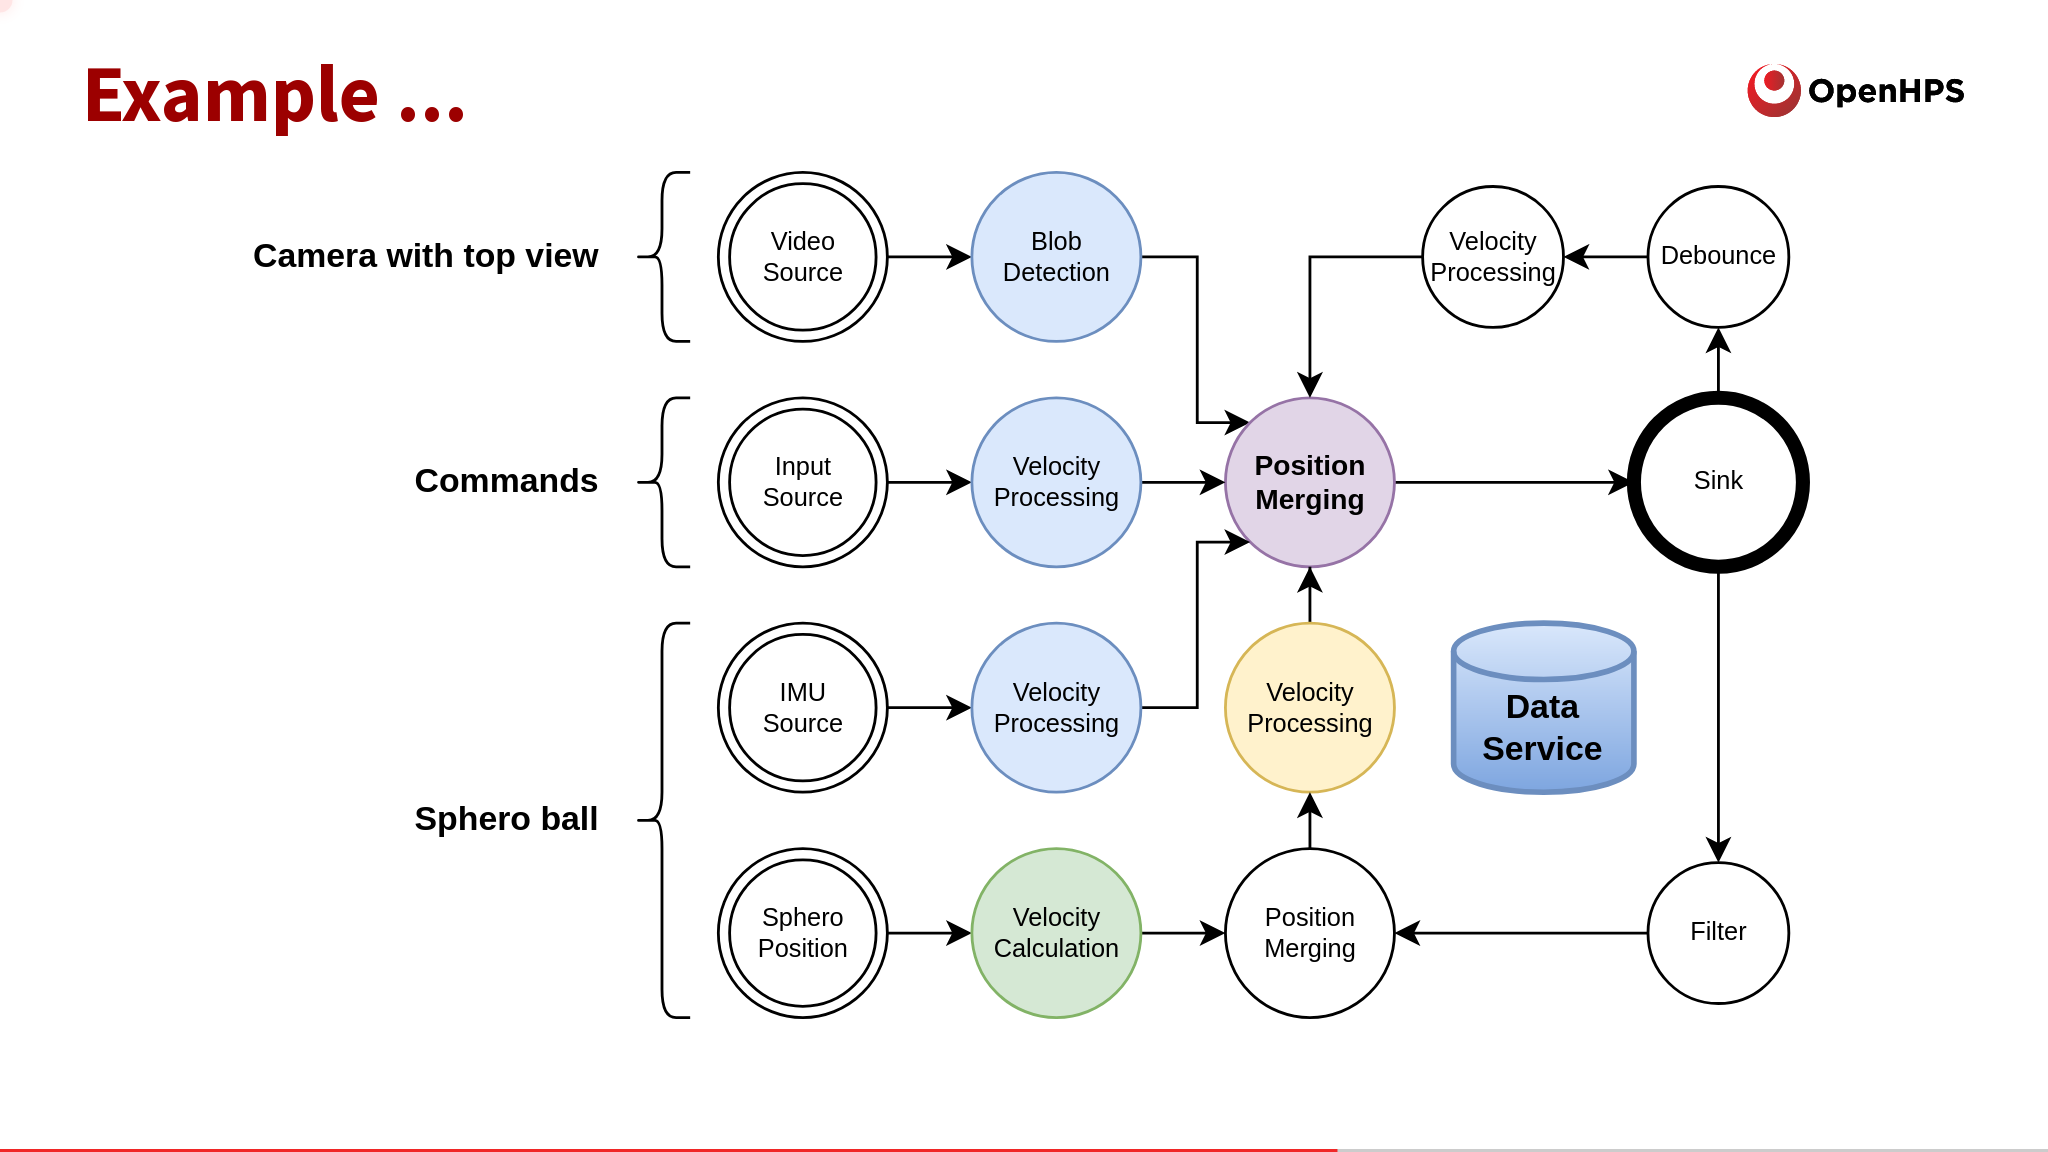 Example ...
OpenHPS
Camera with top view
Video
Source
Blob
Detection
Velocity
Processing
Debounce
Commands
Input
Source
Velocity
Processing
Position
Merging
Sink
Sphero ball
IMU
Source
Velocity
Processing
Velocity
Processing
Data
Service
Sphero
Position
Velocity
Calculation
Position
Merging
Filter